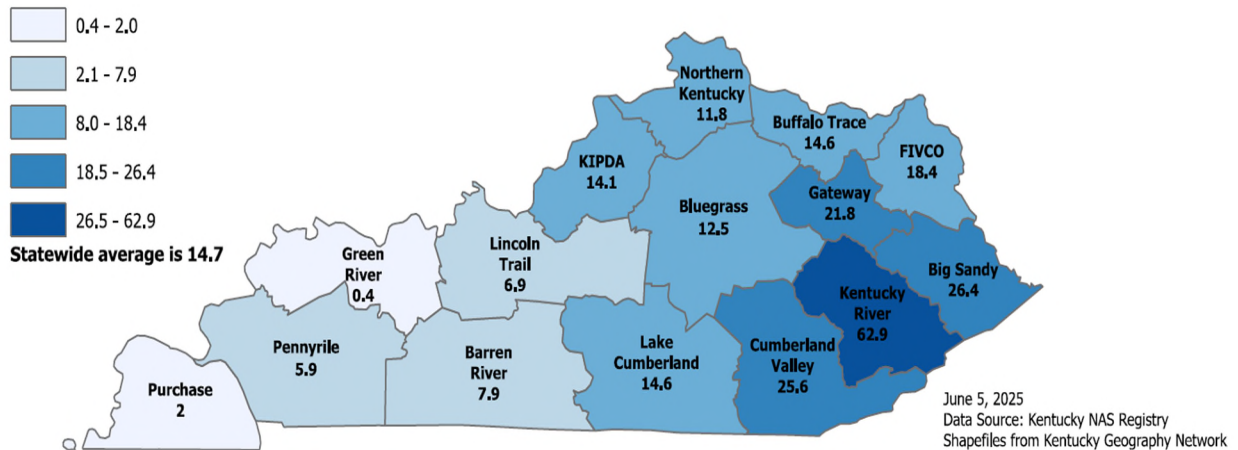 0.4 - 2.0
2.1 - 7.9
8.0 - 18.4
18.5 - 26.4
26.5 - 62.9
Statewide average is 14.7
Northern
Kentucky
11.8
Buffalo Trace
14.6
FIVCO
18.4
KIPDA
14.1
Gateway
21.8
Bluegrass
12.5
Green
River
0.4
Lincoln
Trail
6.9
Big Sandy
26.4
Kentucky
River
62.9
Pennyrile
5.9
Barren
River
7.9
Lake
Cumberland
14.6
Cumberland
Valley
25.6
Purchase
2
June 5, 2025
Data Source: Kentucky NAS Registry
Shapefiles from Kentucky Geography Network